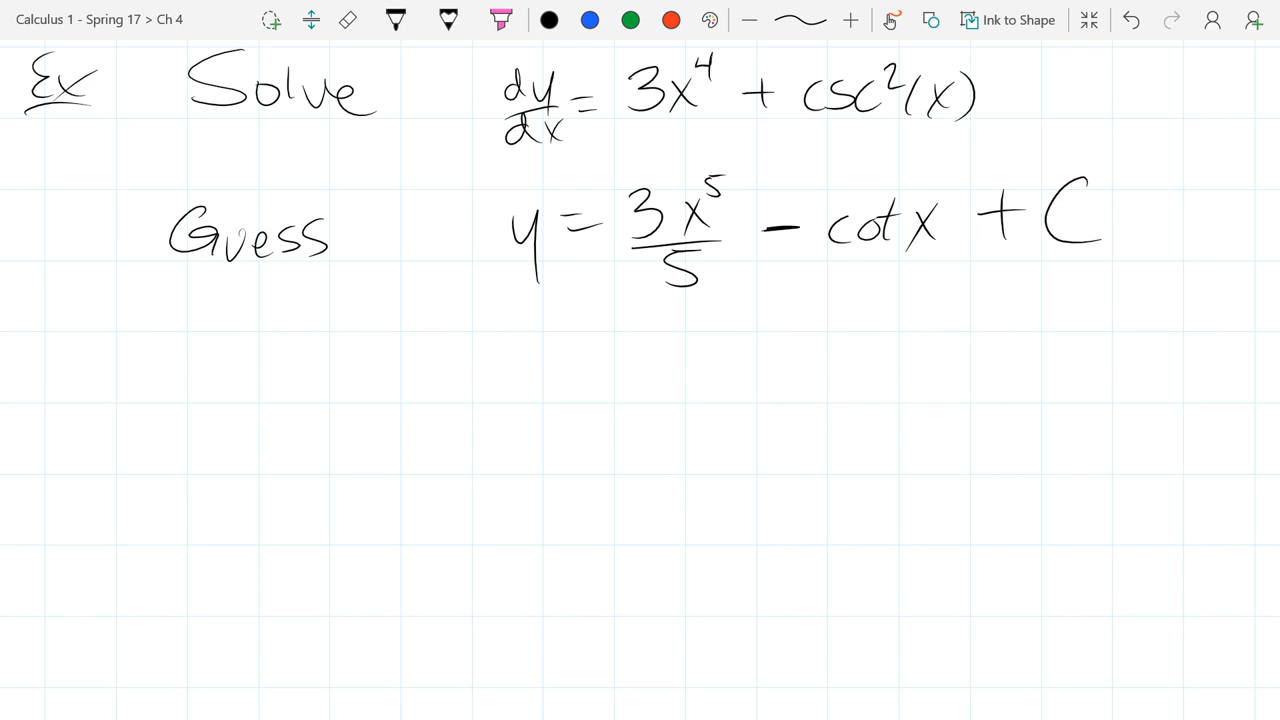 Calculus 1 - Spring 17 > Ch 4
Ink to Shape
Ex Solve dy/dx = 3x^4 + csc^2(x)
Guess y = 3x^5/5 - cotx + C